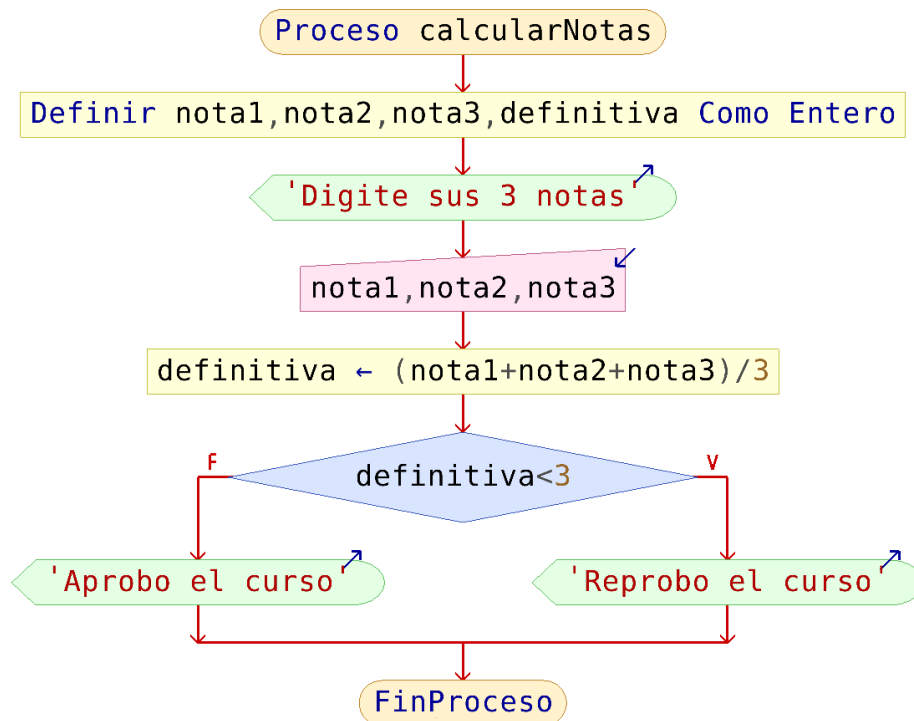 Proceso calcularNotas
Definir nota1,nota2,nota3,definitiva Como Entero
'Digite sus 3 notas'
nota1,nota2,nota3
definitiva ← (nota1+nota2+nota3)/3
F
V
definitiva<3
'Aprobo el curso'
'Reprobo el curso'
FinProceso